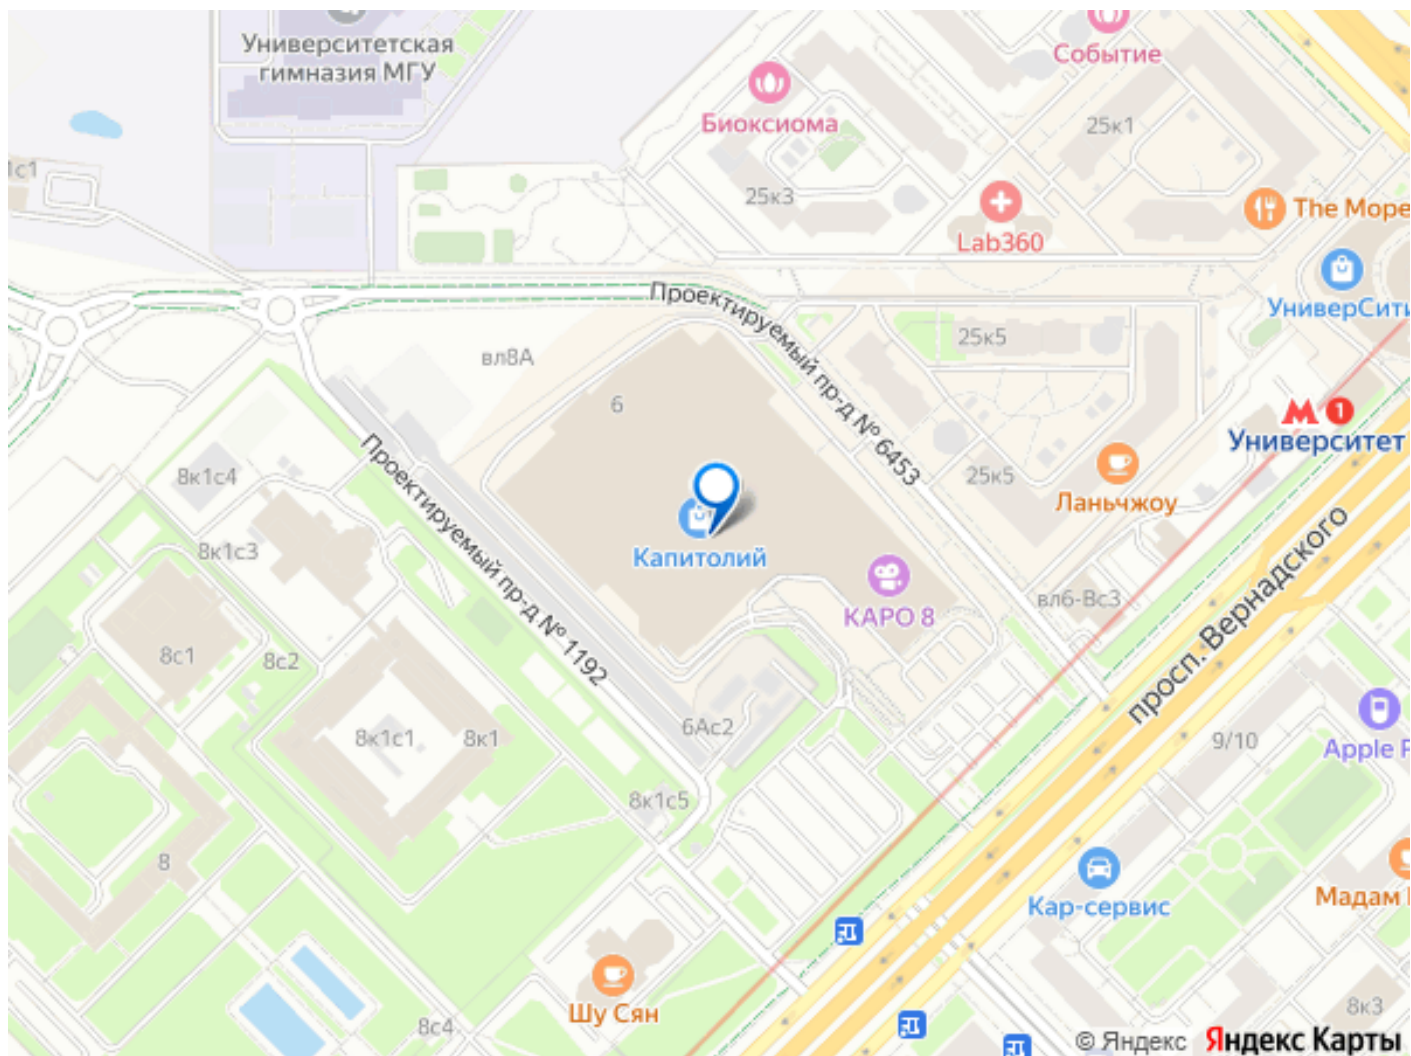 Университетская
гимназия МГУ
Событие
Биоксиома
25к1
1с1
25к3
The Море
Lab360
УниверСити
Проектируемый пр-д № 6453
25к5
вл8А
6
М 1
Университет
Проектируемый пр-д № 1192
8к1с4
25к5
Ланьчжоу
8к1с3
Капитолий
КАРО 8
вл6-Вс3
просп. Вернадского
8с1
8с2
6Ас2
8к1с1
8к1
9/10
Apple P
8к1с5
8
Кар-сервис
Мадам
Шу Сян
8с4
8к3
© Яндекс Яндекс Карты